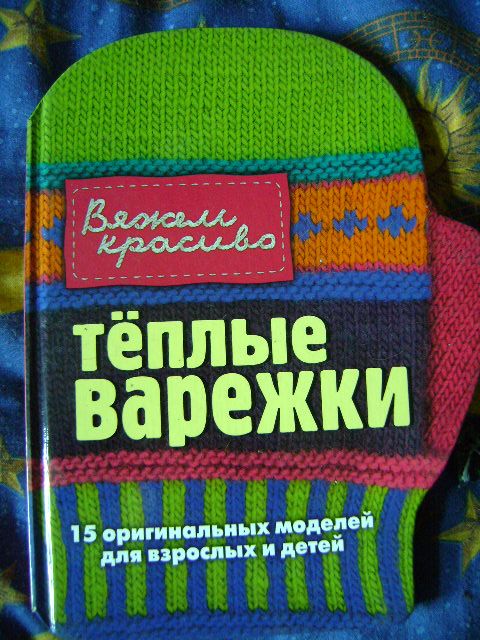 Вяжем
красиво
тёплые
варежки
15 оригинальных моделей
для взрослых и детей